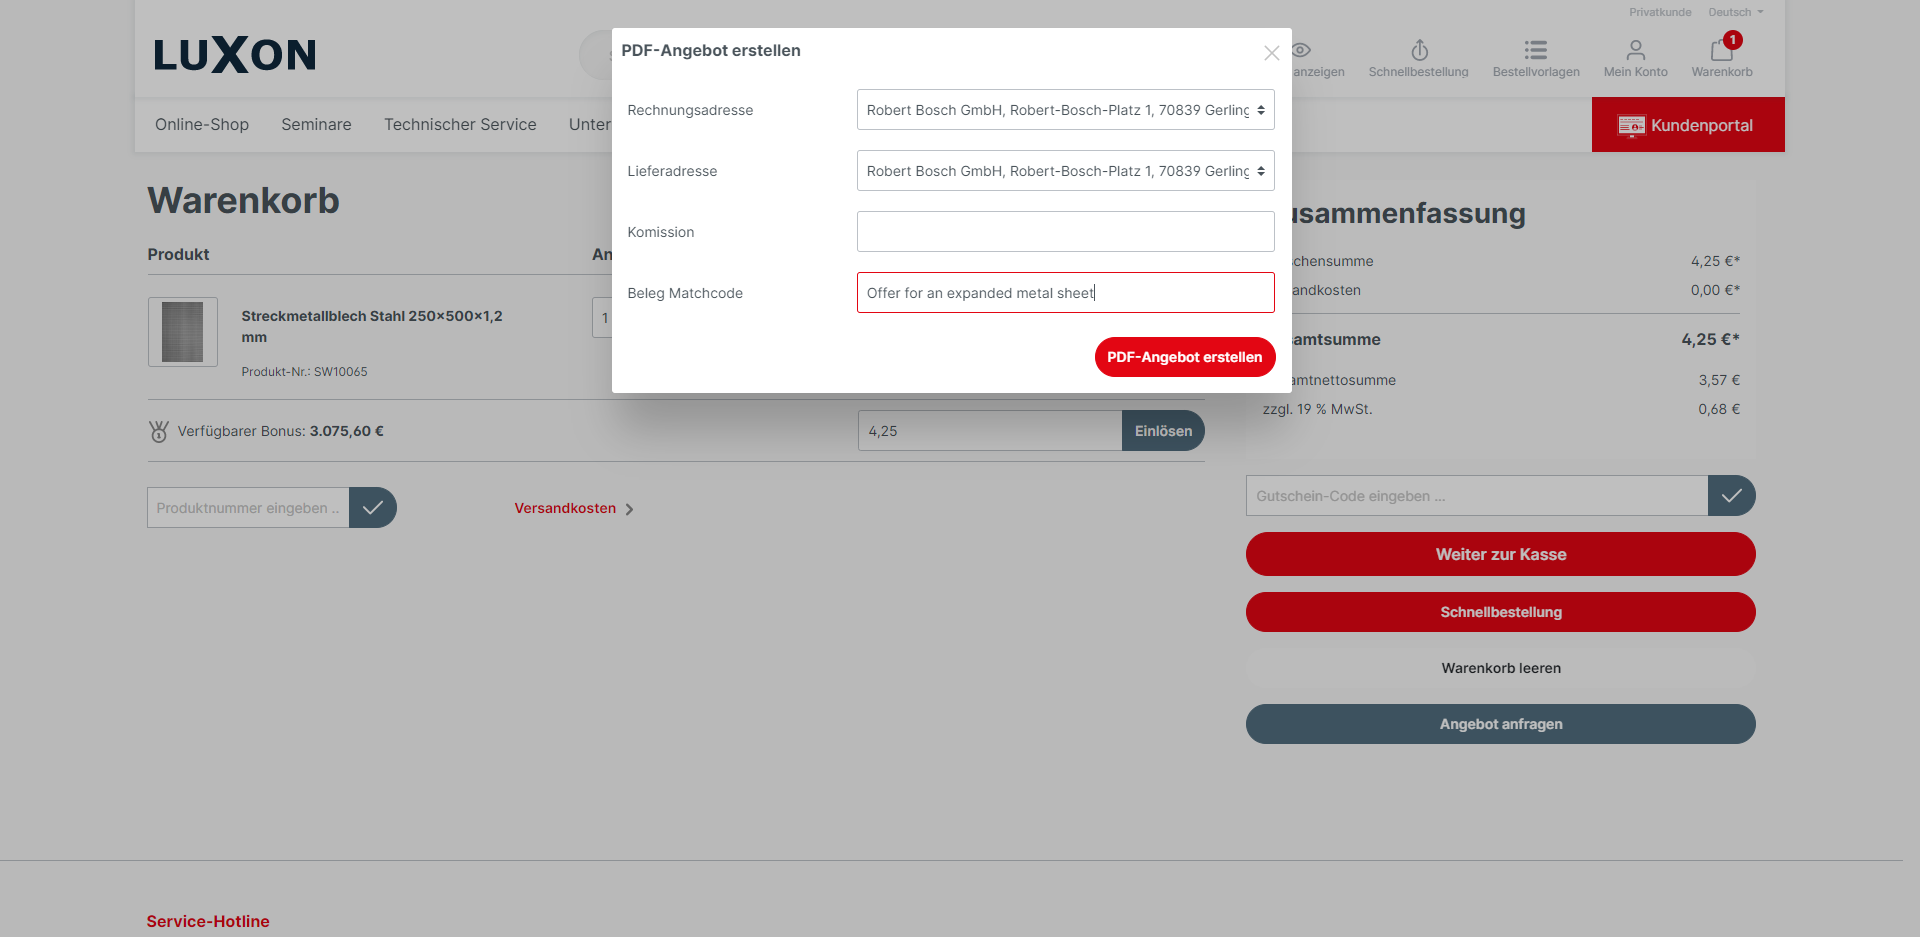 Privatkunde Deutsch
LUXON
anzeigen Schnellbestellung Bestellvorlagen Mein Konto 1 Warenkorb
Online-Shop Seminare Technischer Service Unter
Kundenportal
PDF-Angebot erstellen
Rechnungsadresse Robert Bosch GmbH, Robert-Bosch-Platz 1, 70839 Gerling
Lieferadresse Robert Bosch GmbH, Robert-Bosch-Platz 1, 70839 Gerling
Komission
Beleg Matchcode Offer for an expanded metal sheet
PDF-Angebot erstellen
Warenkorb
Produkt An
Streckmetallblech Stahl 250x500x1,2
mm
1
Produkt-Nr.: SW10065
Verfügbarer Bonus: 3.075,60 €
4,25 Einlösen
Produktnummer eingeben ..
Versandkosten
usammenfassung
chensumme 4,25 €*
andkosten 0,00 €*
amtsumme 4,25 €*
amtnettosumme 3,57 €
zzgl. 19 % MwSt. 0,68 €
Gutschein-Code eingeben ...
Weiter zur Kasse
Schnellbestellung
Warenkorb leeren
Angebot anfragen
Service-Hotline